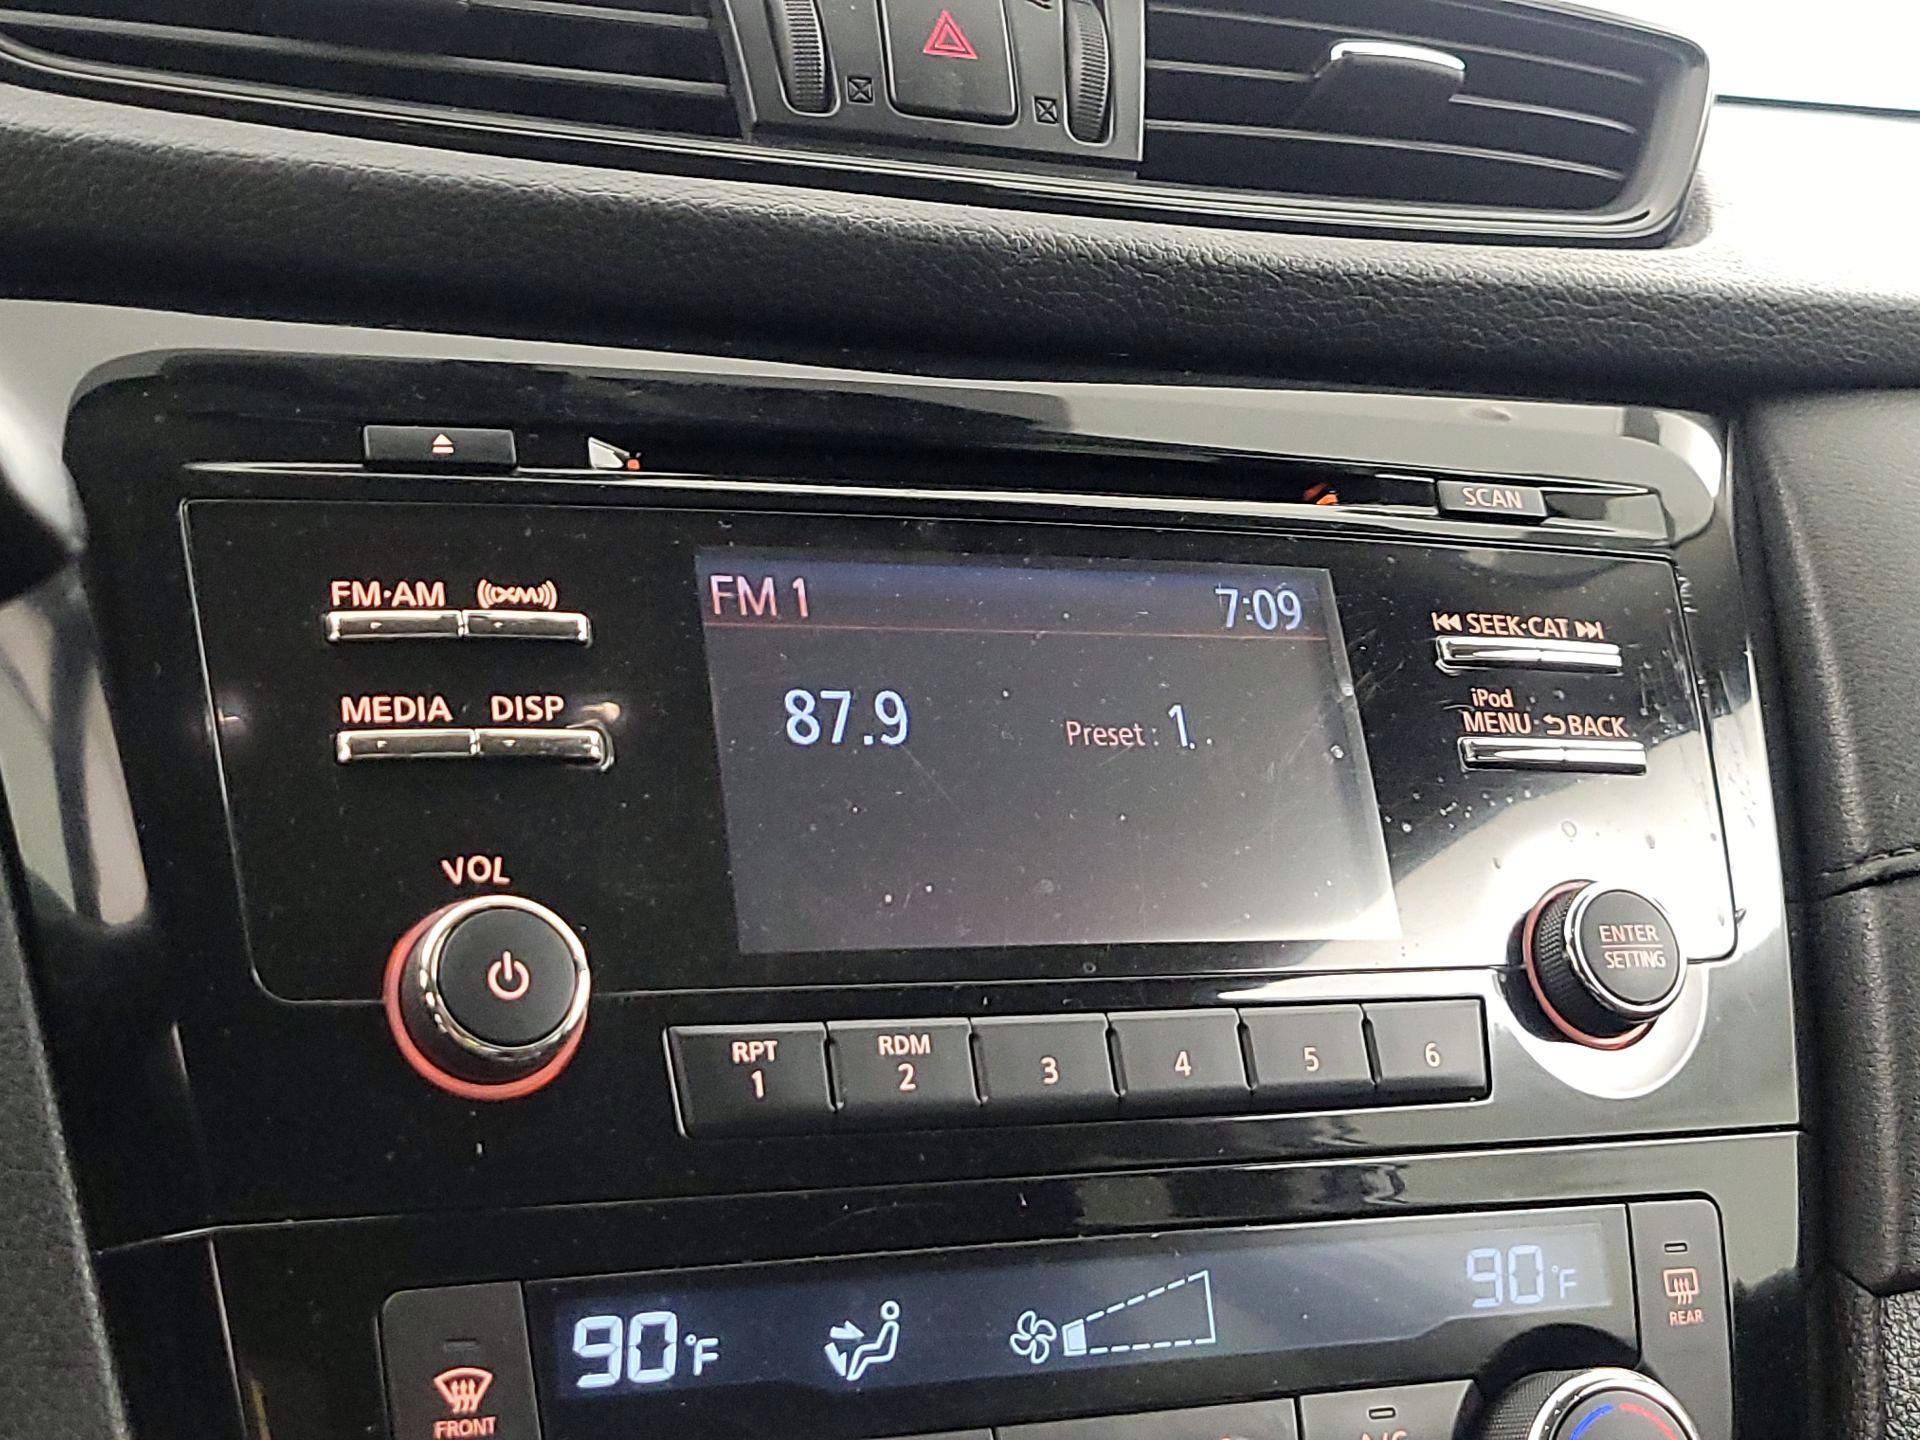 SCAN
FM·AM ((XM))
MEDIA DISP
VOL
FM 1 7:09
87.9 Preset : 1
SEEK·CAT
iPod
MENU · BACK
ENTER
SETTING
RPT
1
RDM
2
3
4
5
6
90°F
90°F
FRONT
REAR